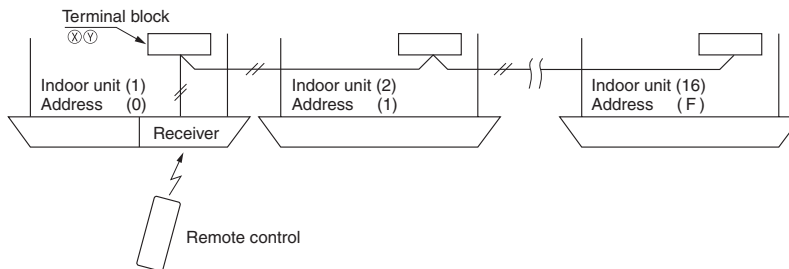 Terminal block
ⓍⓎ
Indoor unit (1)
Address (0)
Indoor unit (2)
Address (1)
Indoor unit (16)
Address (F)
Receiver
Remote control